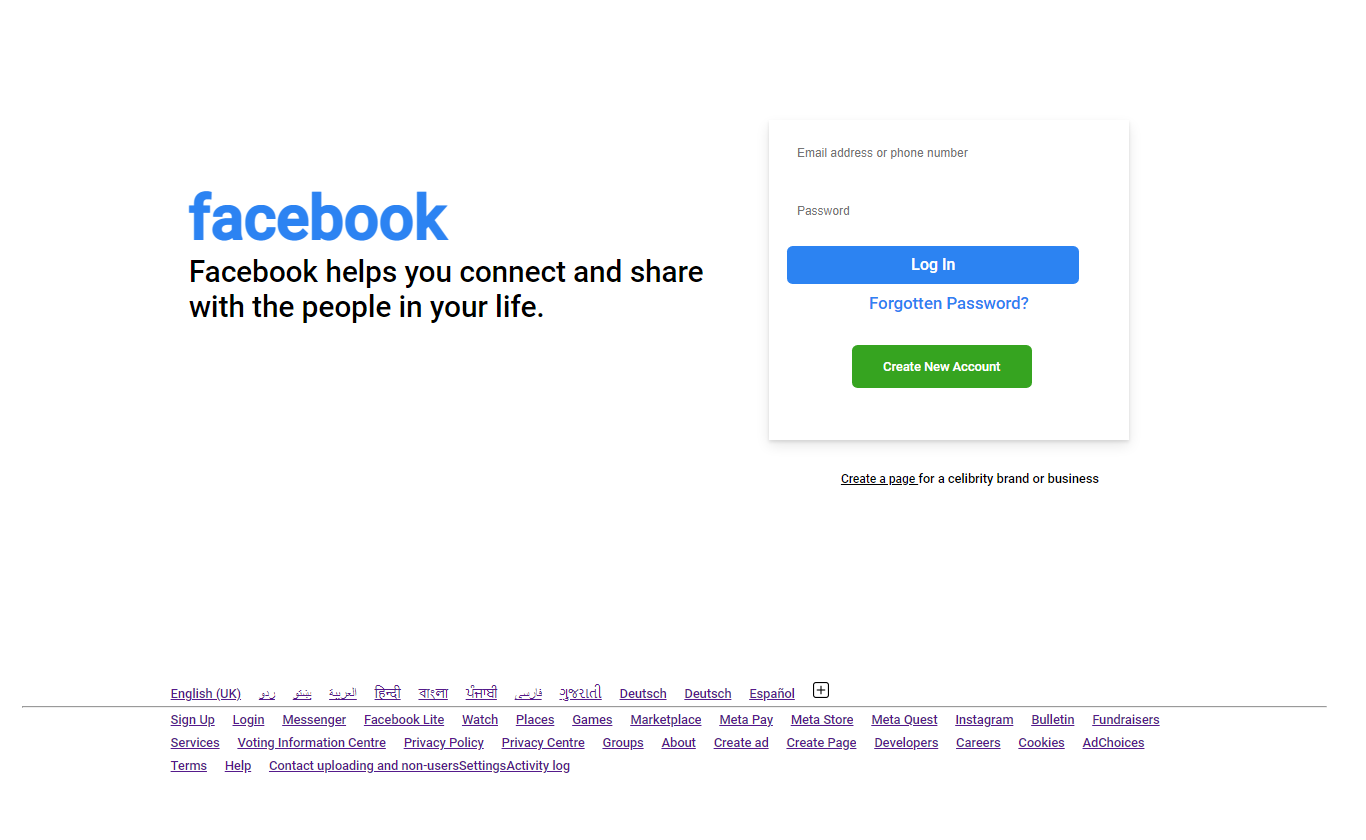 facebook
Facebook helps you connect and share
with the people in your life.
Email address or phone number
Password
Log In
Forgotten Password?
Create New Account
Create a page for a celibrity brand or business
English (UK) اردو پښتو العربية हिन्दी বাংলা ਪੰਜਾਬੀ فارسی ગુજરાતી Deutsch Deutsch Español
Sign Up Login Messenger Facebook Lite Watch Places Games Marketplace Meta Pay Meta Store Meta Quest Instagram Bulletin Fundraisers
Services Voting Information Centre Privacy Policy Privacy Centre Groups About Create ad Create Page Developers Careers Cookies AdChoices
Terms Help Contact uploading and non-usersSettingsActivity log